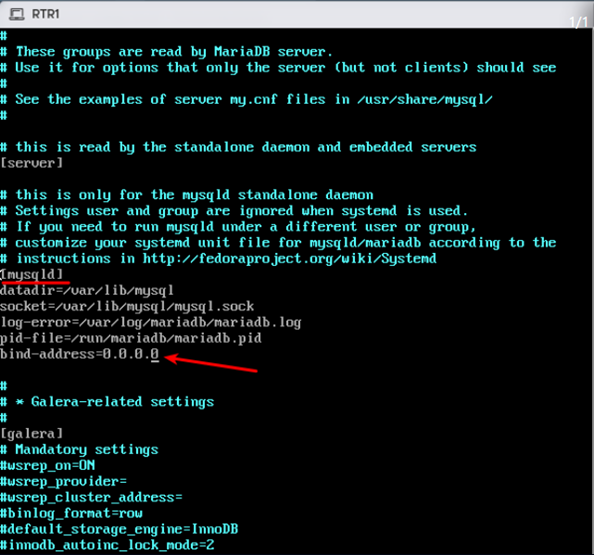 RTR1
1/1
#
# These groups are read by MariaDB server.
# Use it for options that only the server (but not clients) should see
#
# See the examples of server my.cnf files in /usr/share/mysql/
#
# this is read by the standalone daemon and embedded servers
[server]
# this is only for the mysqld standalone daemon
# Settings user and group are ignored when systemd is used.
# If you need to run mysqld under a different user or group,
# customize your systemd unit file for mysqld/mariadb according to the
# instructions in http://fedoraproject.org/wiki/Systemd
[mysqld]
datadir=/var/lib/mysql
socket=/var/lib/mysql/mysql.sock
log-error=/var/log/mariadb/mariadb.log
pid-file=/run/mariadb/mariadb.pid
bind-address=0.0.0.0
#
# * Galera-related settings
#
[galera]
# Mandatory settings
#wsrep_on=ON
#wsrep_provider=
#wsrep_cluster_address=
#binlog_format=row
#default_storage_engine=InnoDB
#innodb_autoinc_lock_mode=2